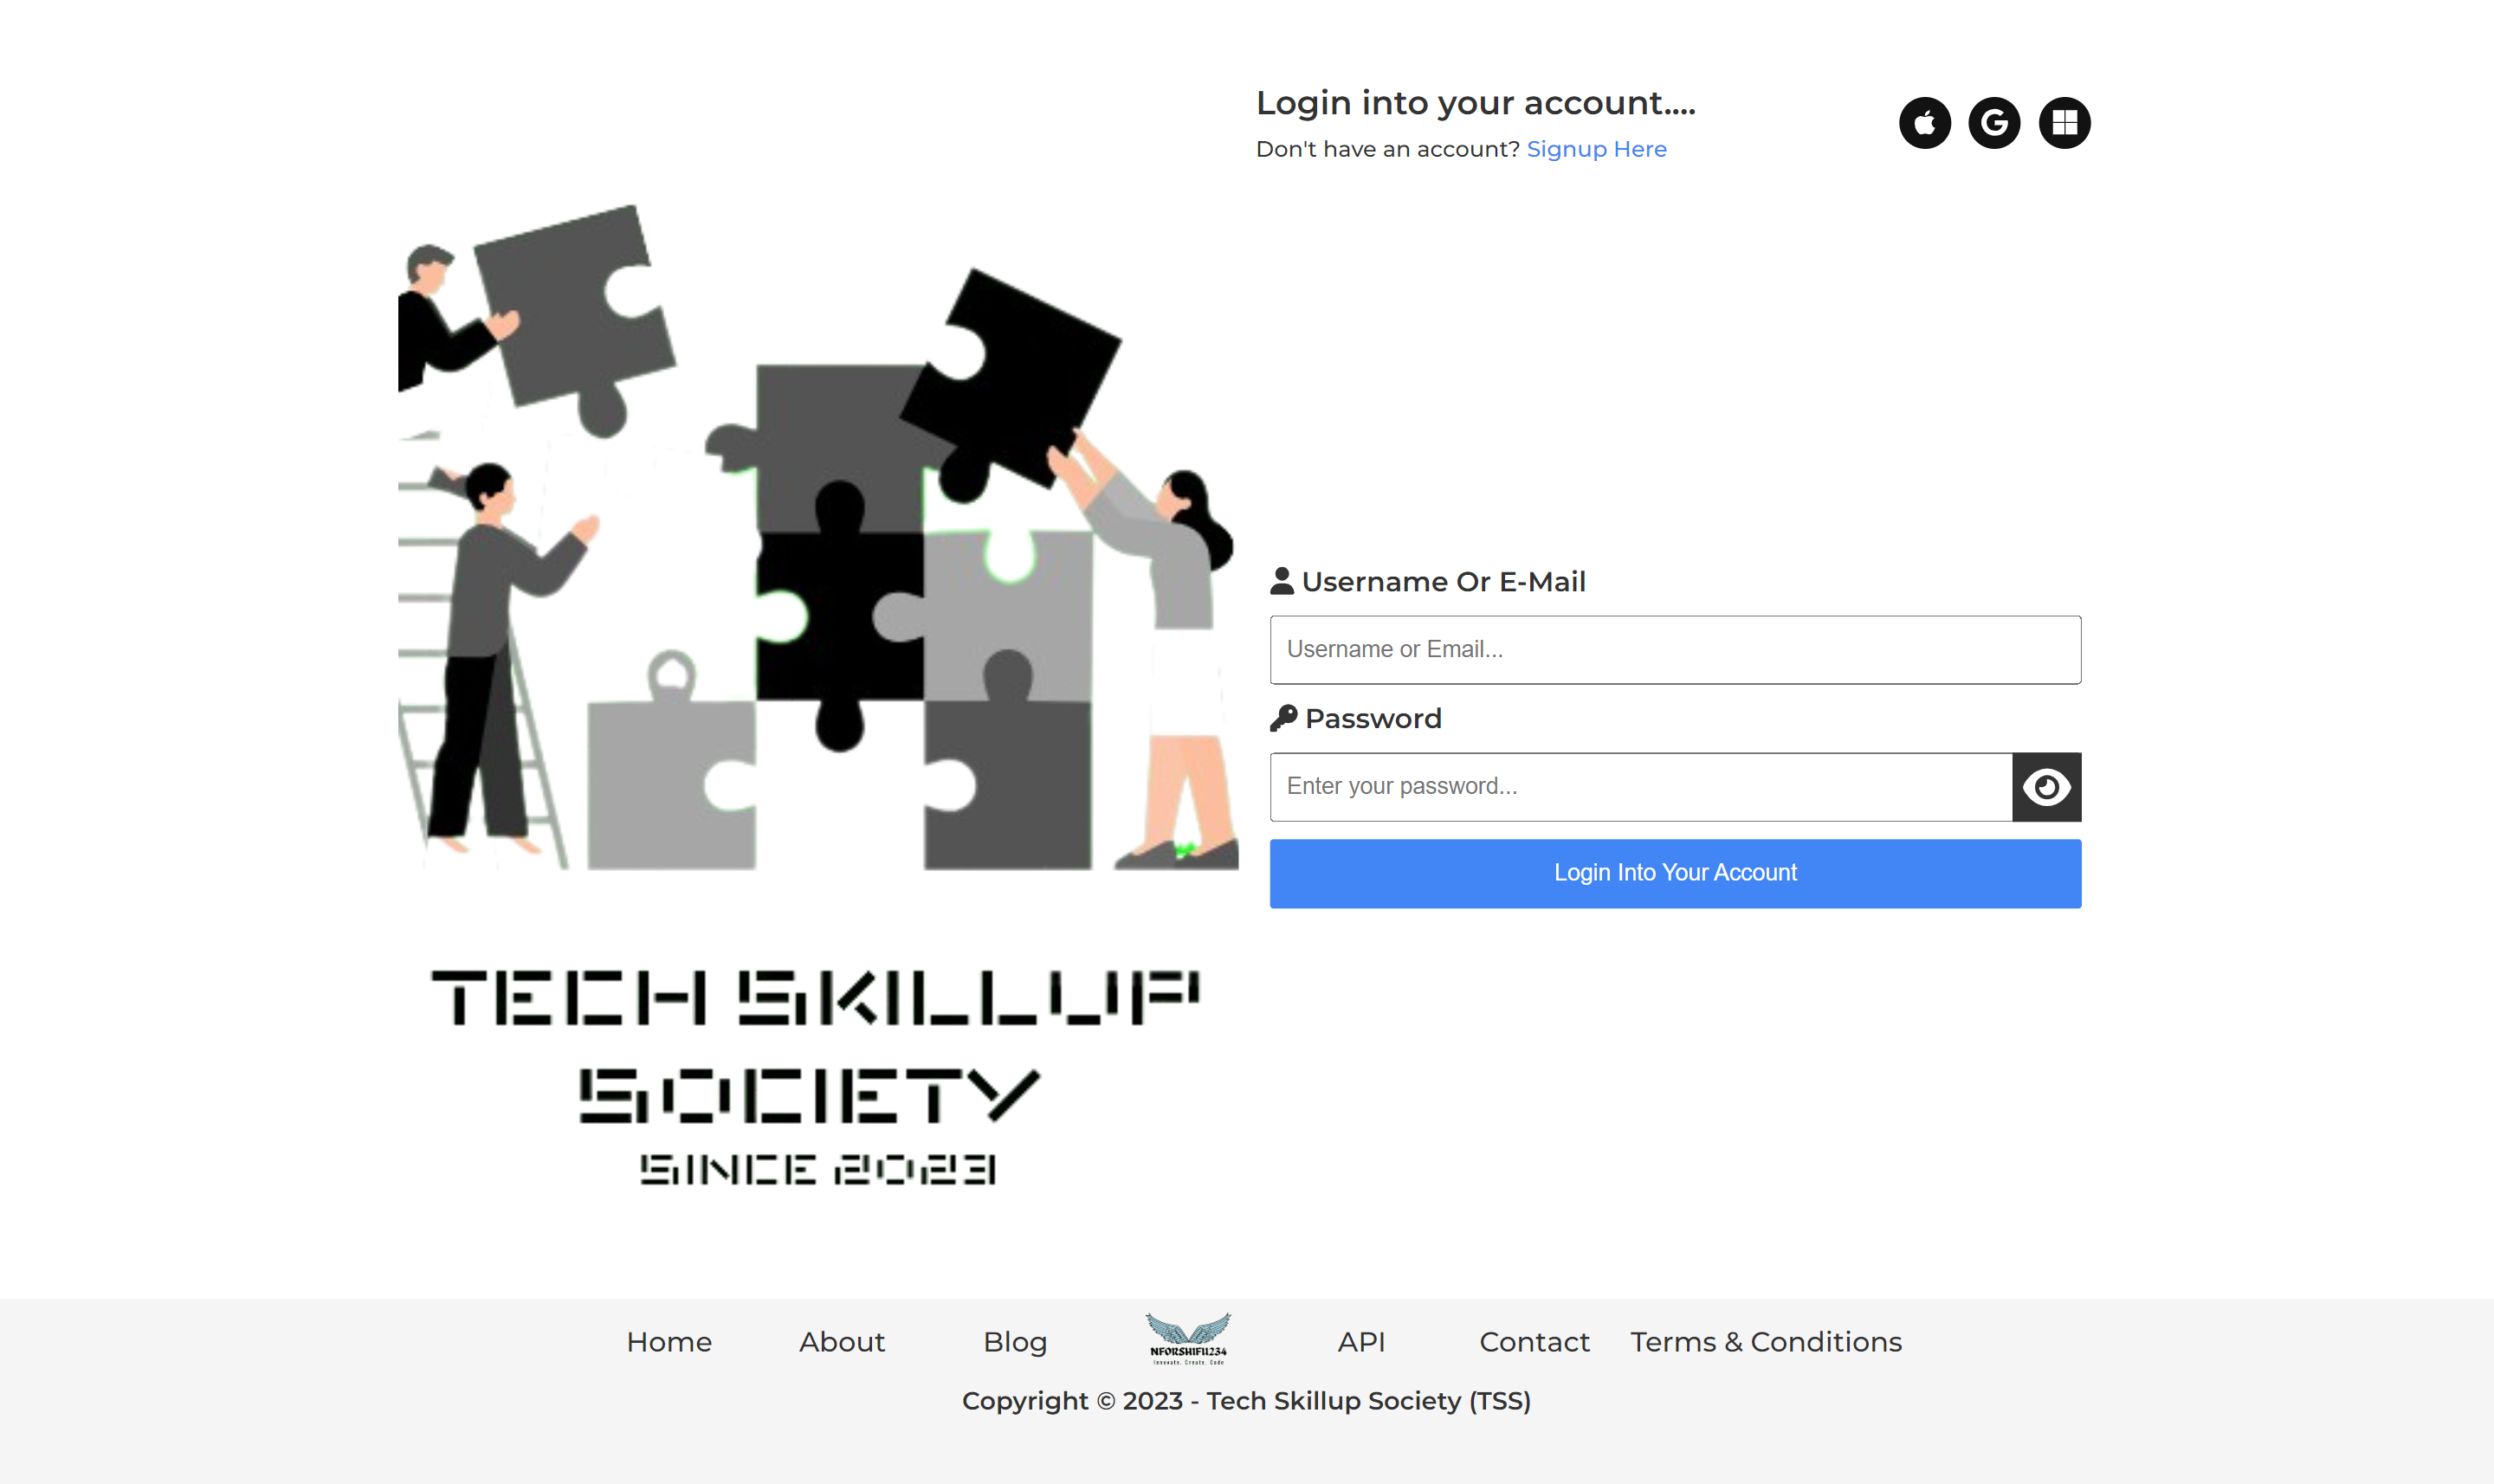 Login into your account....
Don't have an account? Signup Here
Username Or E-Mail
Username or Email...
Password
Enter your password...
Login Into Your Account
TECH SKILLUP
SOCIETY
SINCE 2023
Home About Blog API Contact Terms & Conditions
NFORSHIFU234
Innovate. Create. Code
Copyright © 2023 - Tech Skillup Society (TSS)